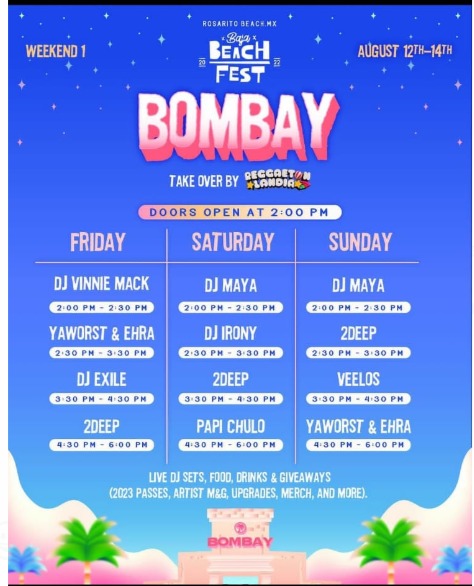 ROSARITO BEACH.MX
WEEKEND 1
Baja
BEACH
20 22
FEST
AUGUST 12TH-14TH
BOMBAY
TAKE OVER BY REGGAETON LANDIA
DOORS OPEN AT 2:00 PM
FRIDAY SATURDAY SUNDAY
DJ VINNIE MACK DJ MAYA DJ MAYA
2:00 PM - 2:30 PM 2:00 PM - 2:30 PM 2:00 PM - 2:30 PM
YAWORST & EHRA DJ IRONY 2DEEP
2:30 PM - 3:30 PM 2:30 PM - 3:30 PM 2:30 PM - 3:30 PM
DJ EXILE 2DEEP VEELOS
3:30 PM - 4:30 PM 3:30 PM - 4:30 PM 3:30 PM - 4:30 PM
2DEEP PAPI CHULO YAWORST & EHRA
4:30 PM - 6:00 PM 4:30 PM - 6:00 PM 4:30 PM - 6:00 PM
LIVE DJ SETS, FOOD, DRINKS & GIVEAWAYS
(2023 PASSES, ARTIST M&G, UPGRADES, MERCH, AND MORE).
BOMBAY